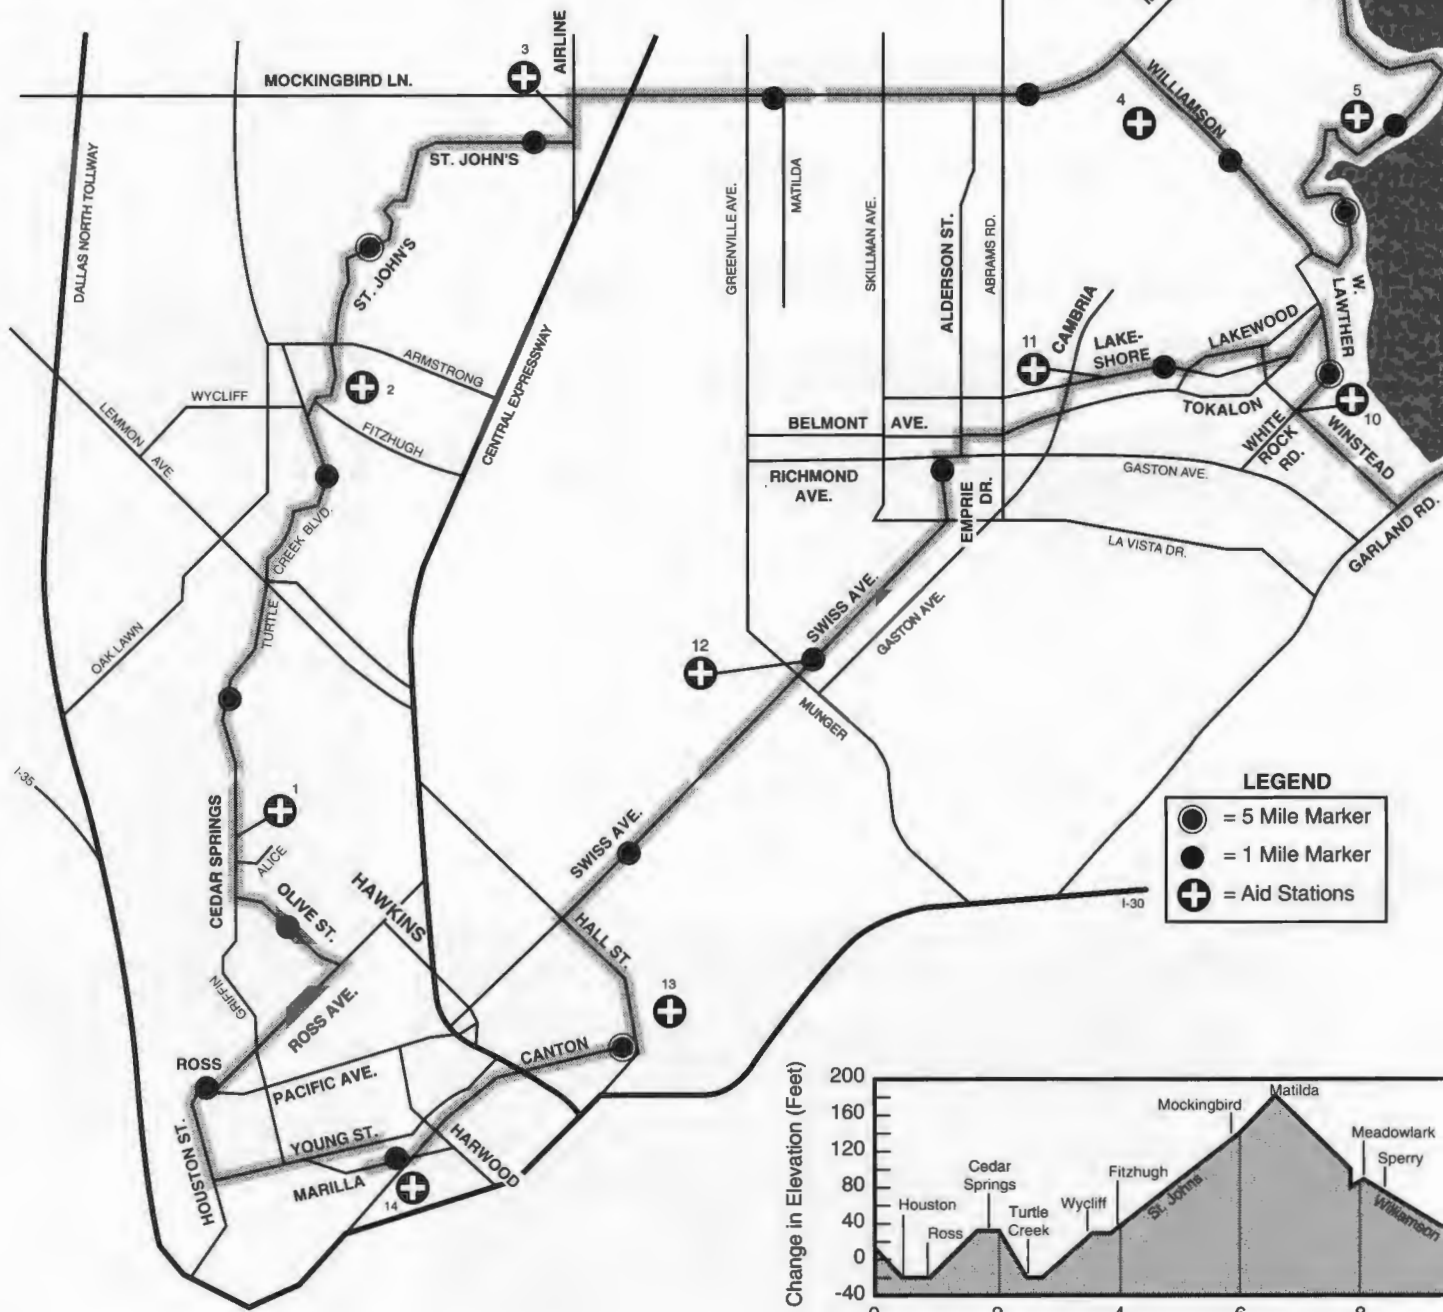 3
AIRLINE
MOCKINGBIRD LN.
WILLIAMSON
4
5
ST. JOHN'S
DALLAS NORTH TOLLWAY
GREENVILLE AVE.
MATILDA
SKILLMAN AVE.
ALDERSON ST.
ABRAMS RD.
ST. JOHN'S
W. LAWTHER
CAMBRIA
11
LAKE-
SHORE
LAKEWOOD
ARMSTRONG
CENTRAL EXPRESSWAY
2
WYCLIFF
LEMMON
AVE.
FITZHUGH
BELMONT AVE.
TOKALON
10
WHITE
ROCK
RD.
WINSTEAD
RICHMOND
AVE.
GASTON AVE.
EMPRIE
DR.
GARLAND RD.
LA VISTA DR.
CREEK BLVD.
TURTLE
OAK LAWN
SWISS AVE.
GASTON AVE.
12
MUNGER
I-35
1
CEDAR SPRINGS
ALICE
OLIVE ST.
HAWKINS
SWISS AVE.
HALL ST.
I-30
LEGEND
= 5 Mile Marker
= 1 Mile Marker
= Aid Stations
GRIFFIN
ROSS AVE.
13
ROSS
PACIFIC AVE.
CANTON
HOUSTON ST.
YOUNG ST.
HARWOOD
MARILLA
14
Change in Elevation (Feet)
200
160
120
80
40
0
-40
Houston
Ross
Cedar
Springs
Turtle
Creek
Wycliff
Fitzhugh
St. Johns
Mockingbird
Matilda
Meadowlark
Sperry
Williamson